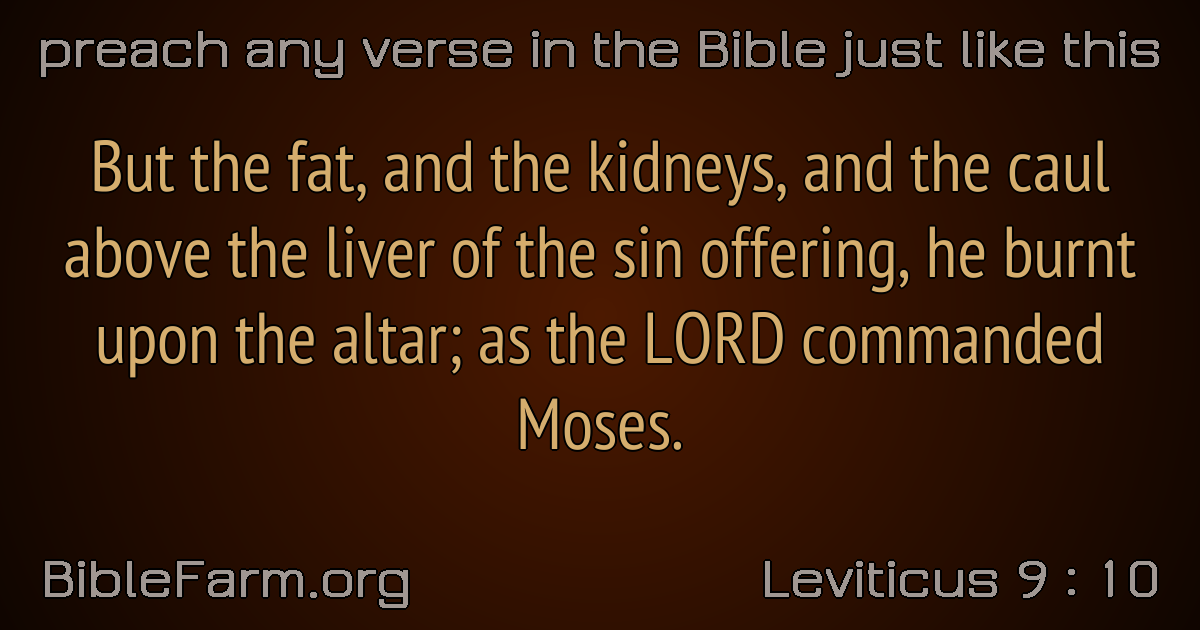 preach any verse in the Bible just like this
But the fat, and the kidneys, and the caul
above the liver of the sin offering, he burnt
upon the altar; as the LORD commanded
Moses.
BibleFarm.org
Leviticus 9 : 10